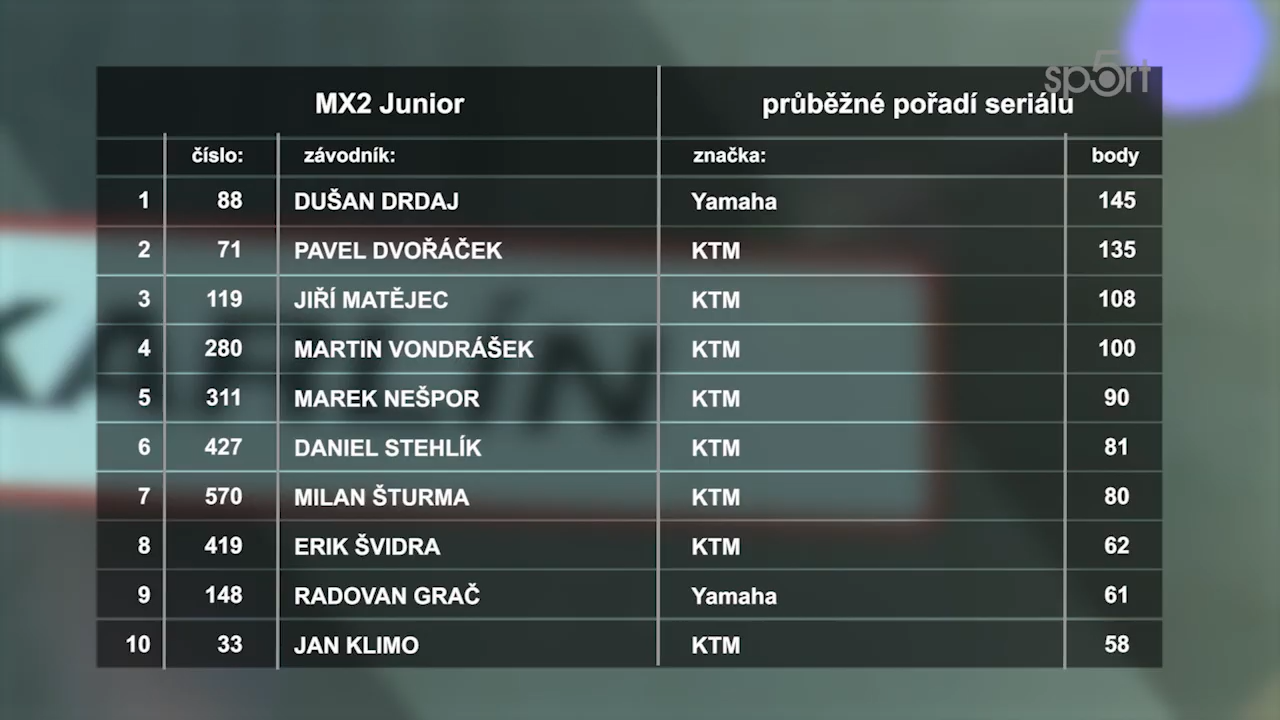 sp5rt
MX2 Junior průběžné pořadí seriálu
číslo: závodník: značka: body
1 88 DUŠAN DRDAJ Yamaha 145
2 71 PAVEL DVOŘÁČEK KTM 135
3 119 JIŘÍ MATĚJEC KTM 108
4 280 MARTIN VONDRÁŠEK KTM 100
5 311 MAREK NEŠPOR KTM 90
6 427 DANIEL STEHLÍK KTM 81
7 570 MILAN ŠTURMA KTM 80
8 419 ERIK ŠVIDRA KTM 62
9 148 RADOVAN GRAČ Yamaha 61
10 33 JAN KLIMO KTM 58